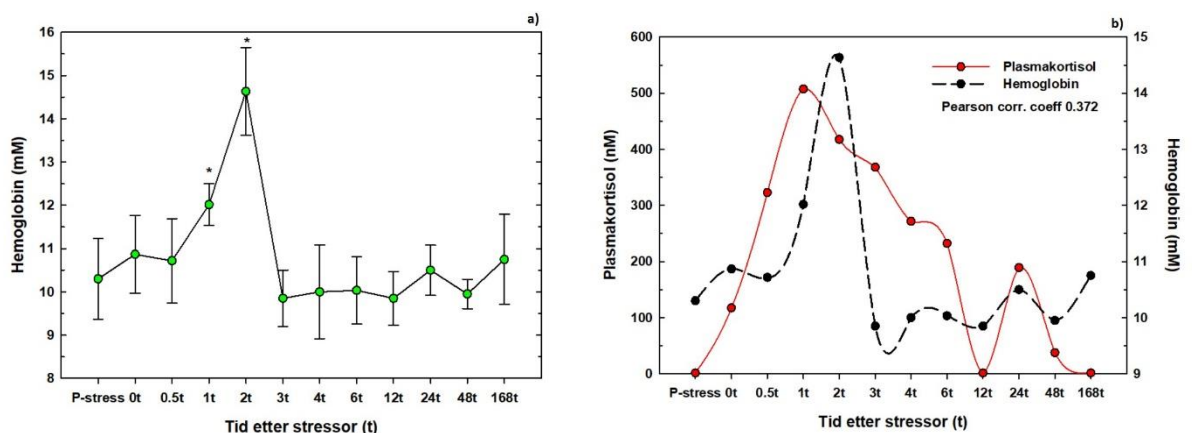 a)
Hemoglobin (mM)
16
15
14
13
12
11
10
9
8
*
*
P-stress 0t 0.5t 1t 2t 3t 4t 6t 12t 24t 48t 168t
Tid etter stressor (t)
b)
Plasmakortisol (nM)
600
500
400
300
200
100
0
Plasmakortisol
Hemoglobin
Pearson corr. coeff 0.372
15
14
13
12
11
10
9
Hemoglobin (mM)
P-stress 0t 0.5t 1t 2t 3t 4t 6t 12t 24t 48t 168t
Tid etter stressor (t)